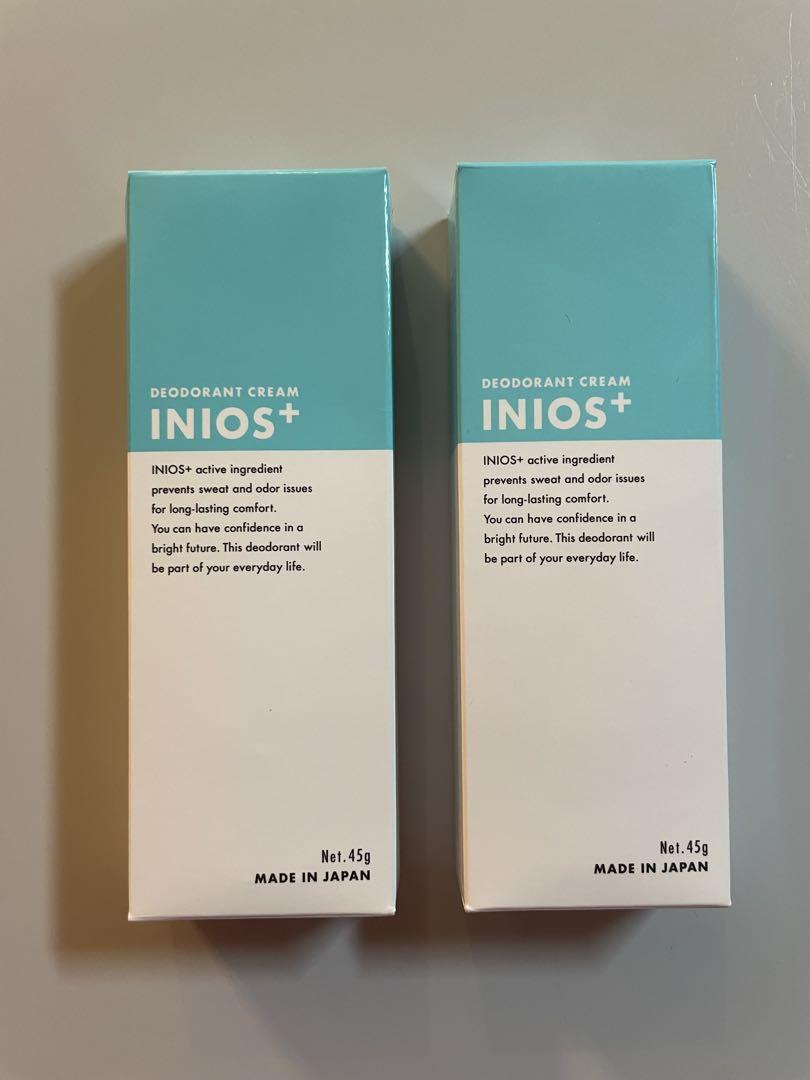 DEODORANT CREAM
INIOS+
INIOS+ active ingredient
prevents sweat and odor issues
for long-lasting comfort.
You can have confidence in a
bright future. This deodorant will
be part of your everyday life.
Net.45g
MADE IN JAPAN
DEODORANT CREAM
INIOS+
INIOS+ active ingredient
prevents sweat and odor issues
for long-lasting comfort.
You can have confidence in a
bright future. This deodorant will
be part of your everyday life.
Net.45g
MADE IN JAPAN